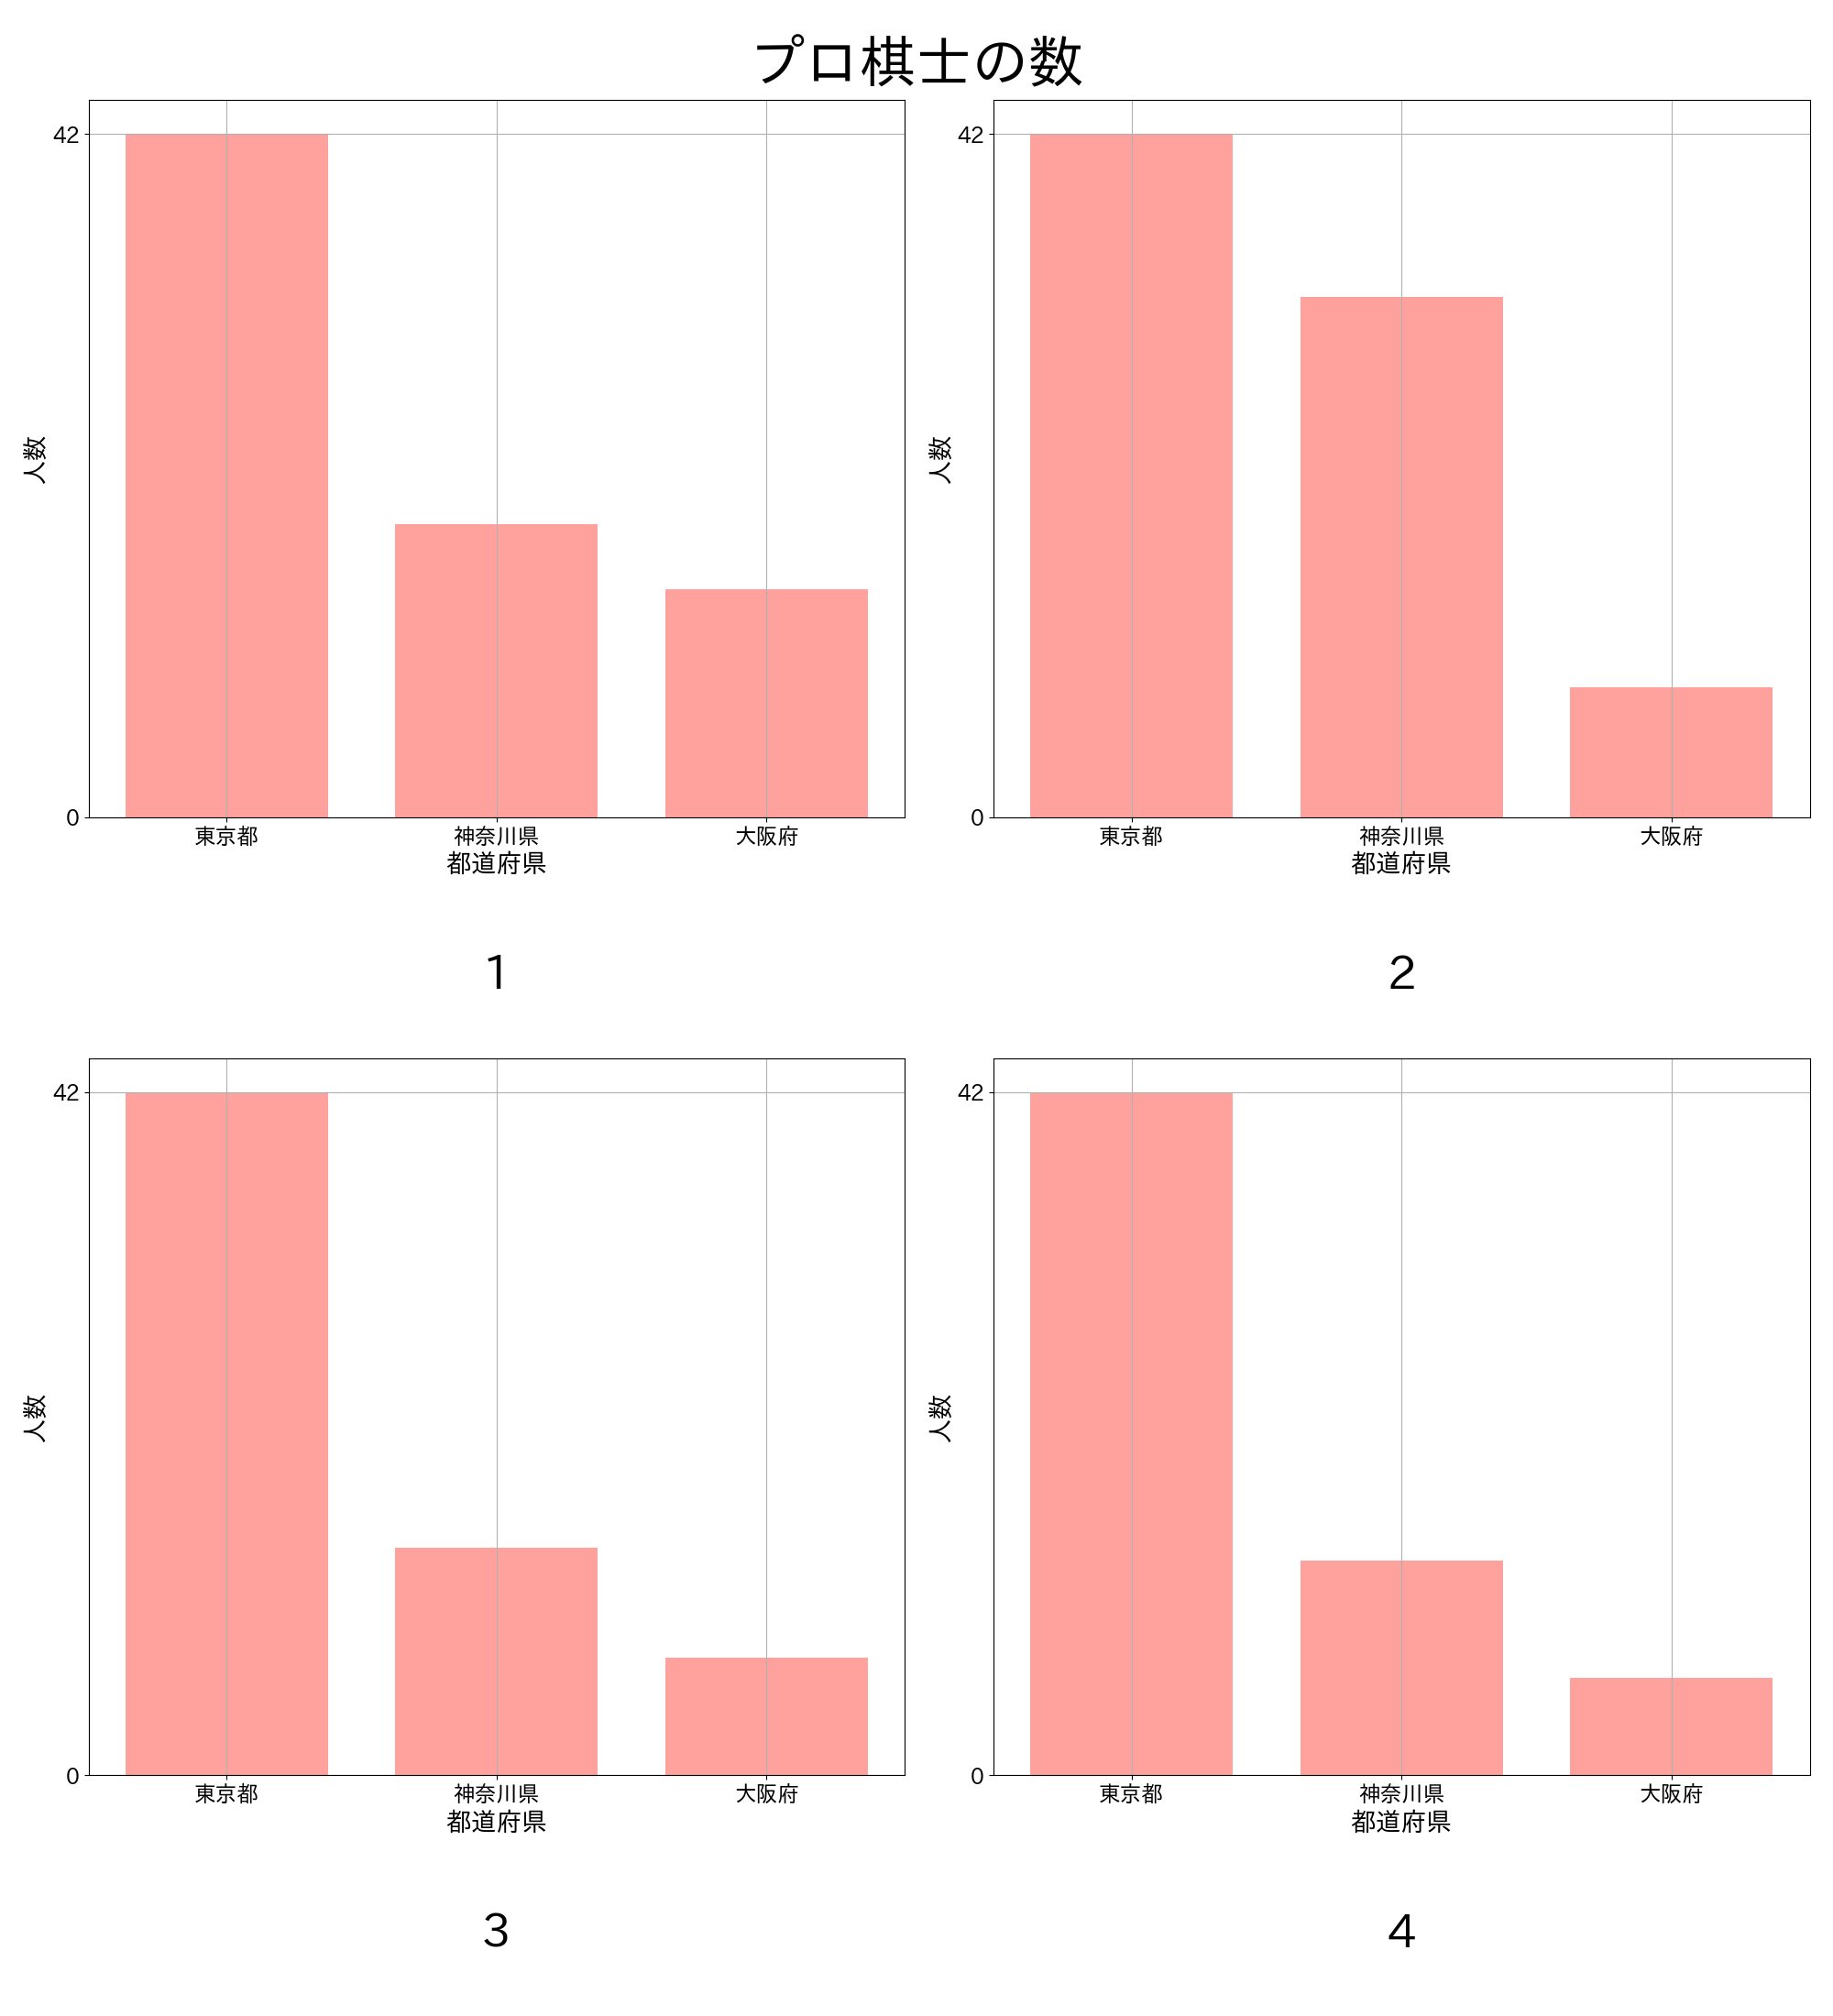 プロ棋士の数
42
0
人数
東京都 神奈川県 大阪府
都道府県
1
42
0
人数
東京都 神奈川県 大阪府
都道府県
2
42
0
人数
東京都 神奈川県 大阪府
都道府県
3
42
0
人数
東京都 神奈川県 大阪府
都道府県
4